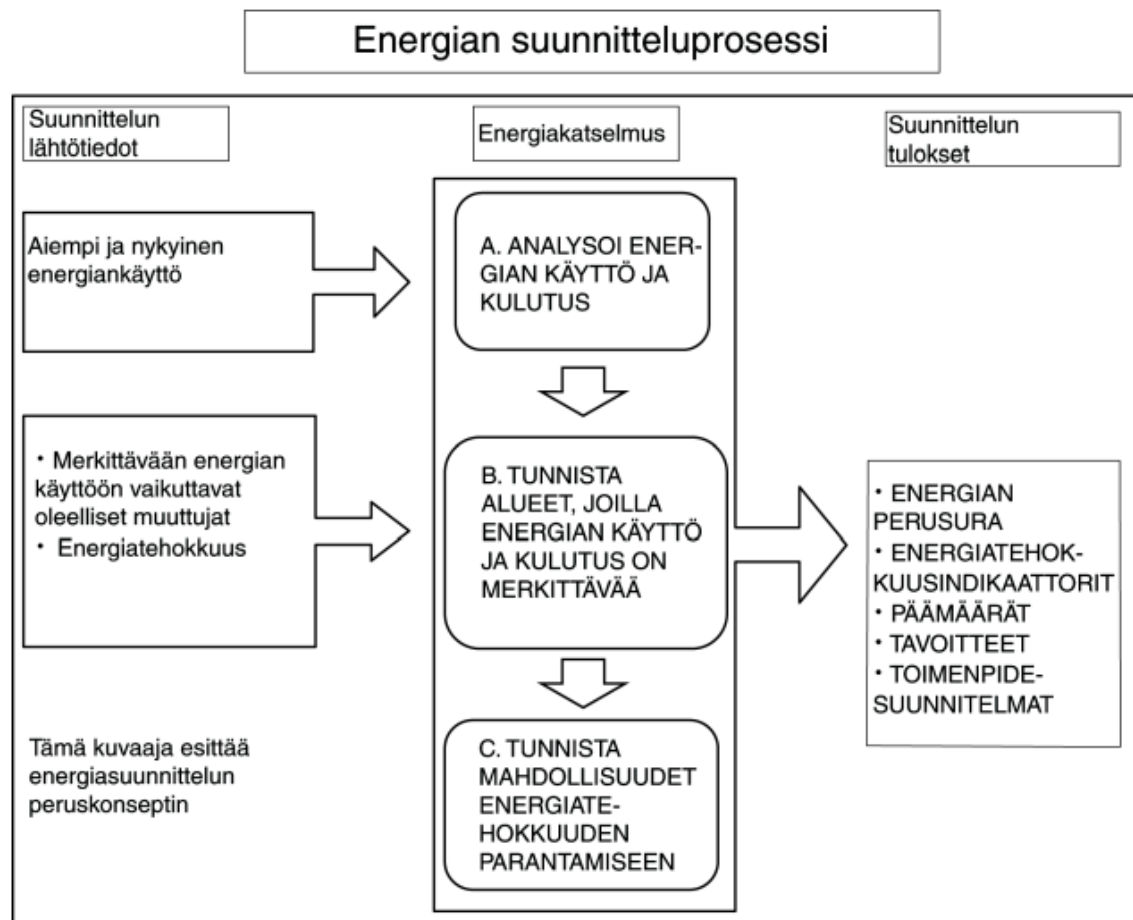 Energian suunnitteluprosessi
Suunnittelun
lähtötiedot
Energiakatselmus
Suunnittelun
tulokset
Aiempi ja nykyinen
energiankäyttö
A. ANALYSOI ENER-
GIAN KÄYTTÖ JA
KULUTUS
• Merkittävään energian
käyttöön vaikuttavat
oleelliset muuttujat
• Energiatehokkuus
B. TUNNISTA
ALUEET, JOILLA
ENERGIAN KÄYTTÖ
JA KULUTUS ON
MERKITTÄVÄÄ
• ENERGIAN
PERUSURA
• ENERGIATEHOK-
KUUSINDIKAATTORIT
• PÄÄMÄÄRÄT
• TAVOITTEET
• TOIMENPIDE-
SUUNNITELMAT
Tämä kuvaaja esittää
energiasuunnittelun
peruskonseptin
C. TUNNISTA
MAHDOLLISUUDET
ENERGIATE-
HOKKUUDEN
PARANTAMISEEN